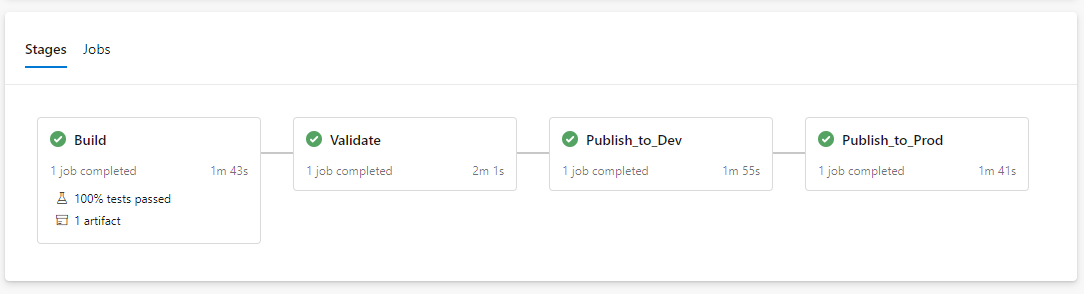 Stages Jobs
Build
1 job completed 1m 43s
100% tests passed
1 artifact
Validate
1 job completed 2m 1s
Publish_to_Dev
1 job completed 1m 55s
Publish_to_Prod
1 job completed 1m 41s